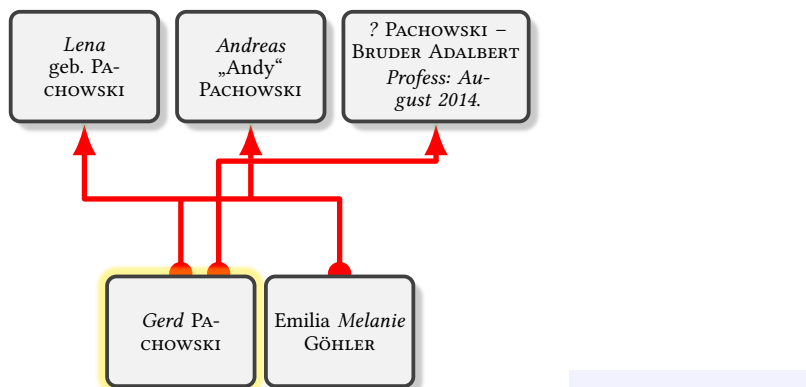 Lena
geb. PA-
CHOWSKI
Andreas
„Andy“
PACHOWSKI
? PACHOWSKI –
BRUDER ADALBERT
Profess: Au-
gust 2014.
Gerd PA-
CHOWSKI
Emilia Melanie
GÖHLER